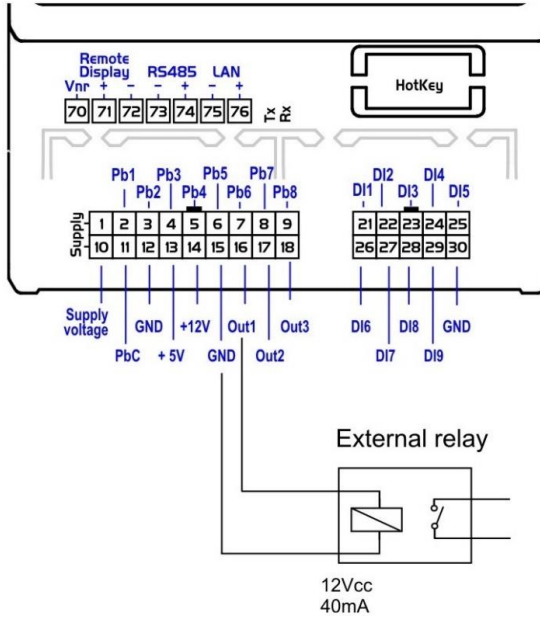 Remote
Display RS485 LAN
Vnr + − − + − +
70 71 72 73 74 75 76 Tx Rx
HotKey
Pb1 Pb3 Pb5 Pb7
Pb2 Pb4 Pb6 Pb8
DI2 DI4
DI1 DI3 DI5
Supply
1 2 3 4 5 6 7 8 9
10 11 12 13 14 15 16 17 18
21 22 23 24 25
26 27 28 29 30
Supply
voltage
GND +12V Out1 Out3
PbC + 5V GND Out2
DI6 DI8 GND
DI7 DI9
External relay
12Vcc
40mA